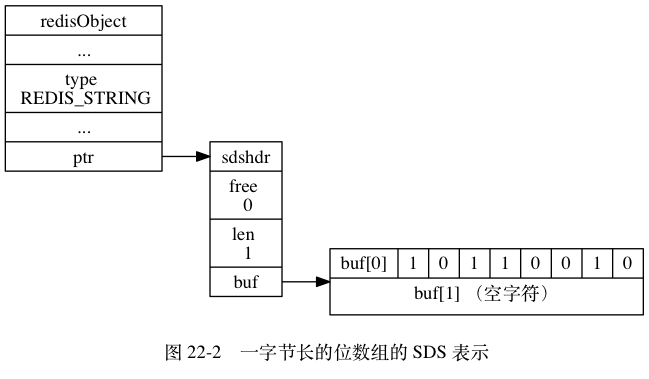 redisObject
...
type
REDIS_STRING
...
ptr
sdshdr
free
0
len
1
buf
buf[0] 1 0 1 1 0 0 1 0
buf[1] （空字符）
图 22-2 一字节长的位数组的 SDS 表示